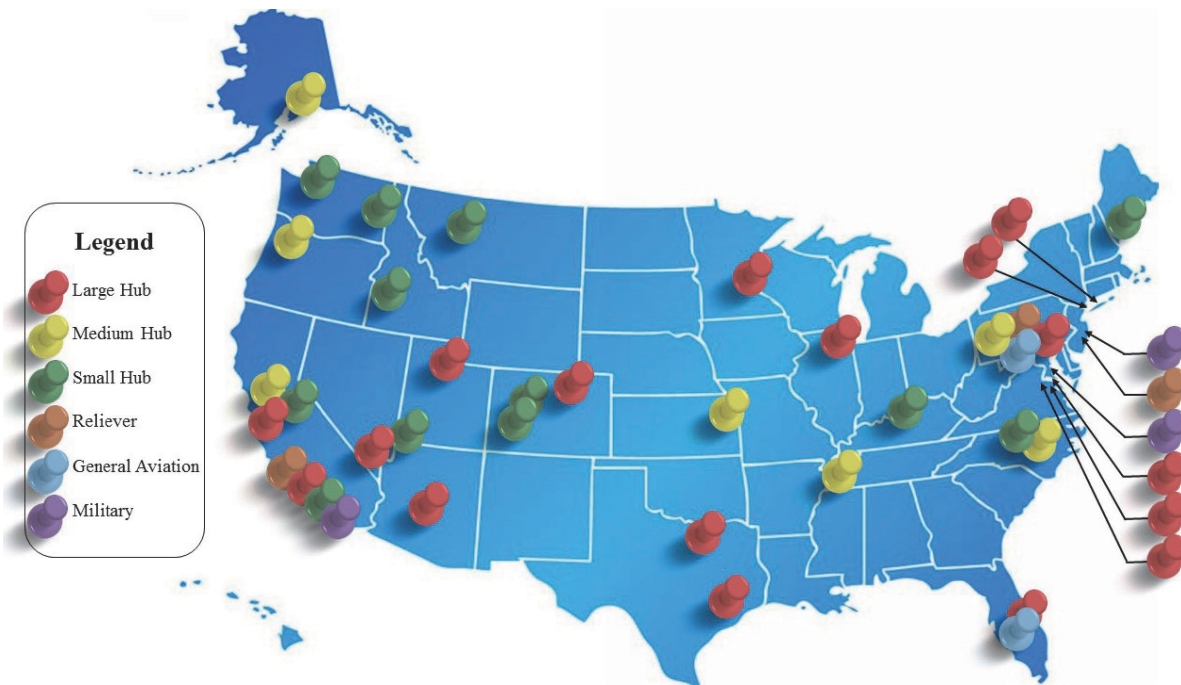 Legend
Large Hub
Medium Hub
Small Hub
Reliever
General Aviation
Military